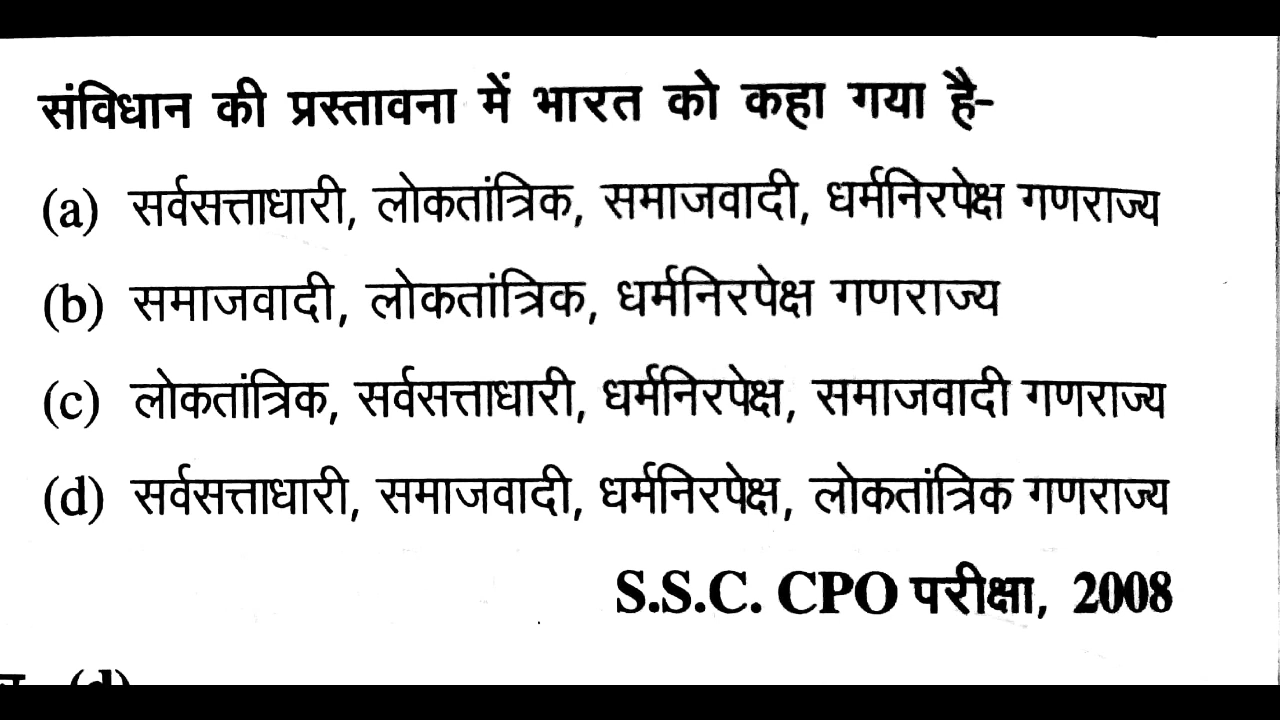 संविधान की प्रस्तावना में भारत को कहा गया है-
(a) सर्वसत्ताधारी, लोकतांत्रिक, समाजवादी, धर्मनिरपेक्ष गणराज्य
(b) समाजवादी, लोकतांत्रिक, धर्मनिरपेक्ष गणराज्य
(c) लोकतांत्रिक, सर्वसत्ताधारी, धर्मनिरपेक्ष, समाजवादी गणराज्य
(d) सर्वसत्ताधारी, समाजवादी, धर्मनिरपेक्ष, लोकतांत्रिक गणराज्य
S.S.C. CPO परीक्षा, 2008
(d)